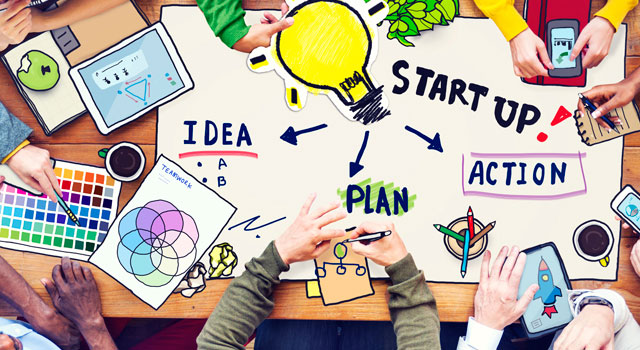 START UP!
IDEA
A
B
PLAN
ACTION
TEAMWORK